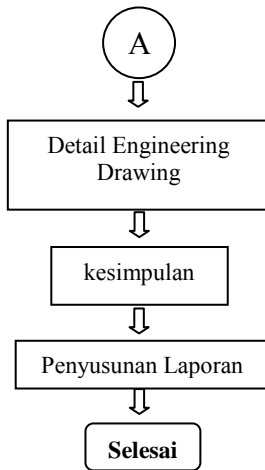 A
Detail Engineering
Drawing
kesimpulan
Penyusunan Laporan
Selesai